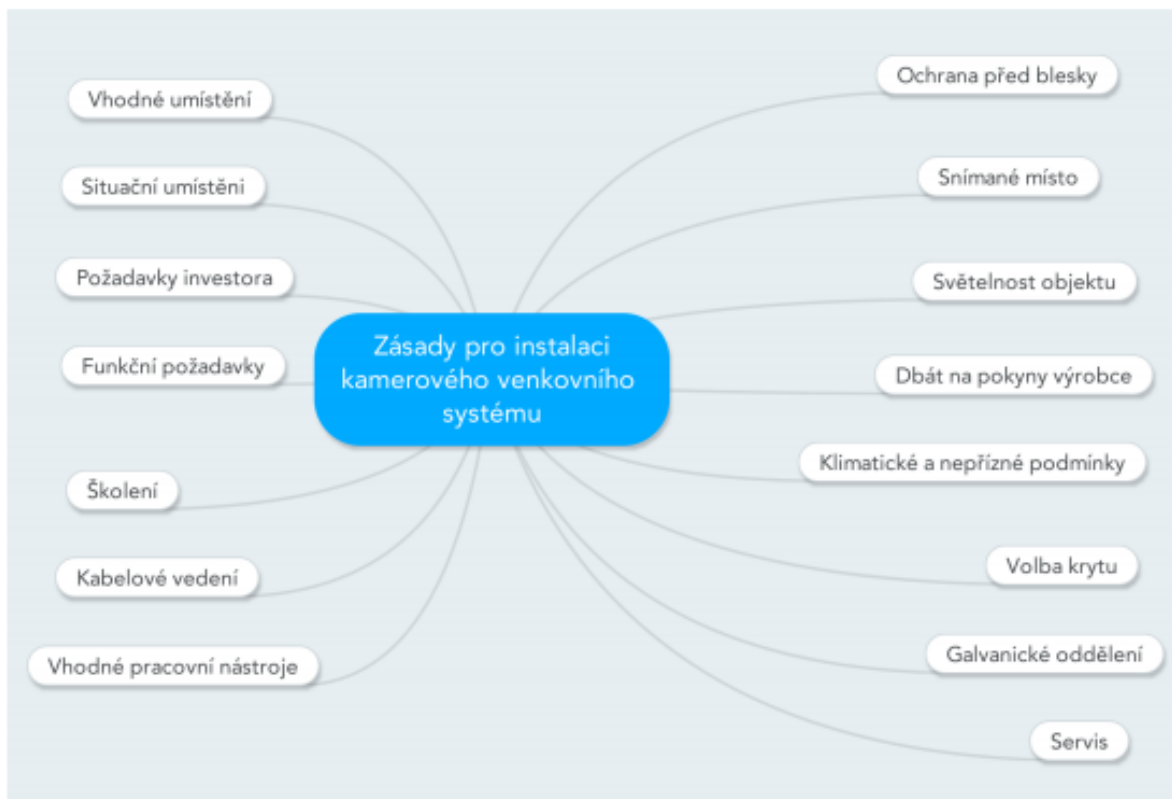 Vhodné umístění
Situační umístěni
Požadavky investora
Funkční požadavky
Školení
Kabelové vedení
Vhodné pracovní nástroje
Zásady pro instalaci
kamerového venkovního
systému
Ochrana před blesky
Snímané místo
Světelnost objektu
Dbát na pokyny výrobce
Klimatické a nepřízné podmínky
Volba krytu
Galvanické oddělení
Servis